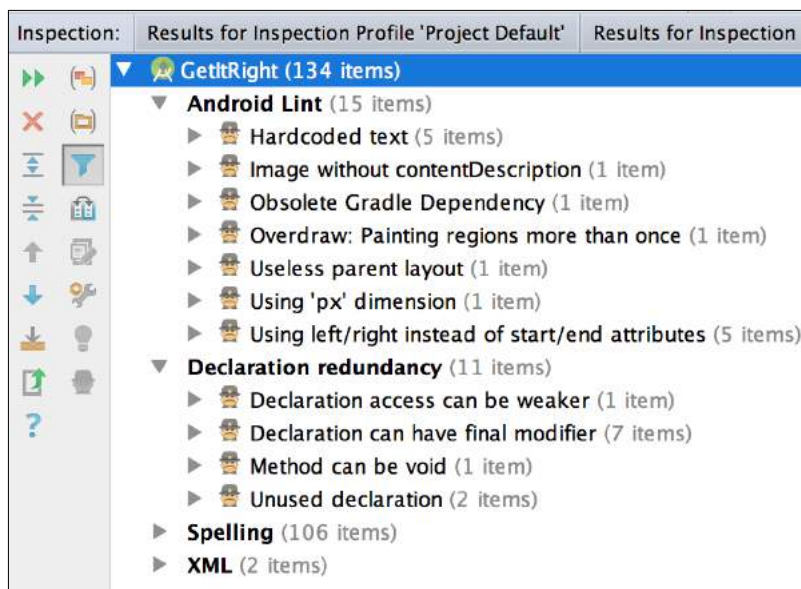 Inspection: Results for Inspection Profile 'Project Default' Results for Inspection
GetItRight (134 items)
Android Lint (15 items)
Hardcoded text (5 items)
Image without contentDescription (1 item)
Obsolete Gradle Dependency (1 item)
Overdraw: Painting regions more than once (1 item)
Useless parent layout (1 item)
Using 'px' dimension (1 item)
Using left/right instead of start/end attributes (5 items)
Declaration redundancy (11 items)
Declaration access can be weaker (1 item)
Declaration can have final modifier (7 items)
Method can be void (1 item)
Unused declaration (2 items)
Spelling (106 items)
XML (2 items)